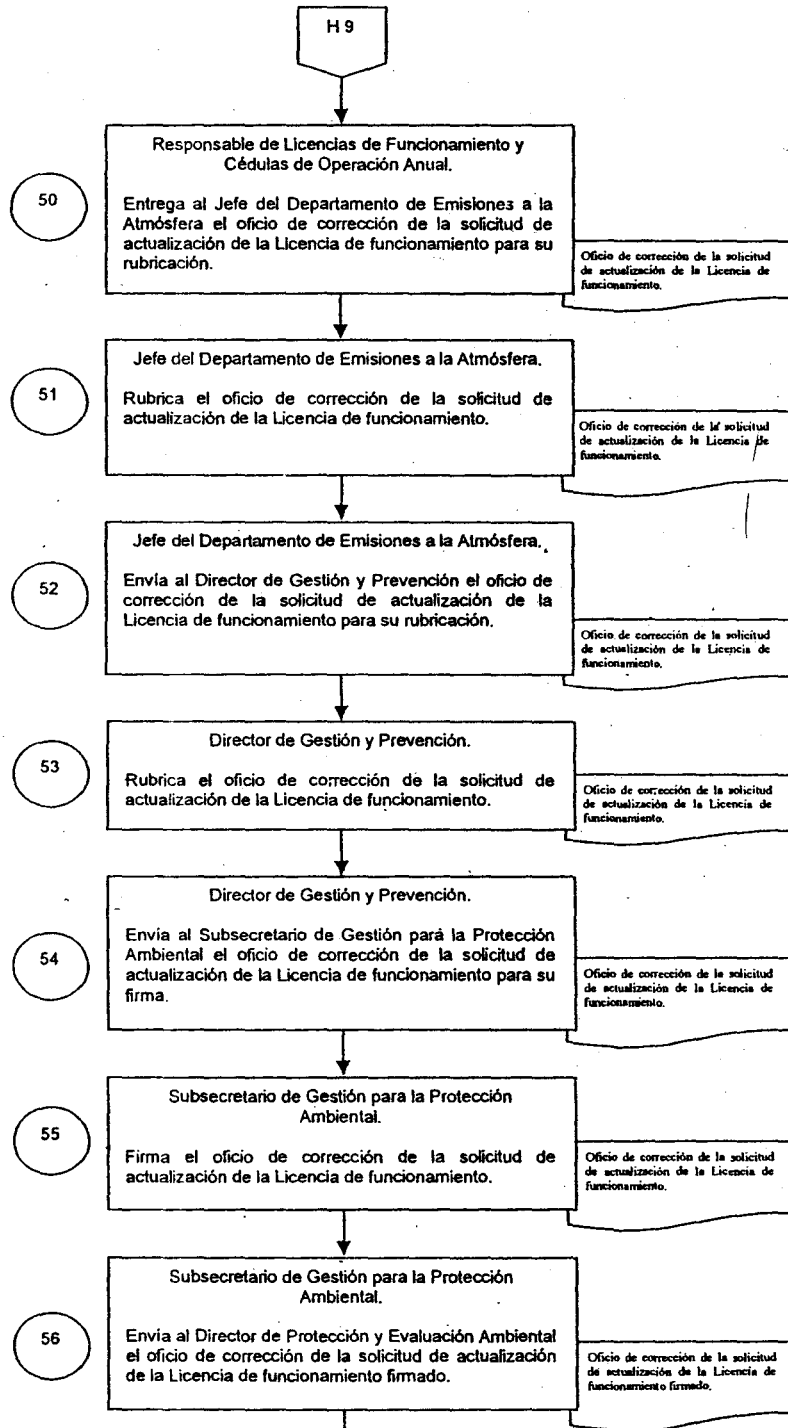 H 9
50
Responsable de Licencias de Funcionamiento y
Cédulas de Operación Anual.
Entrega al Jefe del Departamento de Emisiones a la
Atmósfera el oficio de corrección de la solicitud de
actualización de la Licencia de funcionamiento para su
rubricación.
Oficio de corrección de la solicitud
de actualización de la Licencia de
funcionamiento.
51
Jefe del Departamento de Emisiones a la Atmósfera.
Rubrica el oficio de corrección de la solicitud de
actualización de la Licencia de funcionamiento.
Oficio de corrección de la solicitud
de actualización de la Licencia de
funcionamiento.
52
Jefe del Departamento de Emisiones a la Atmósfera.
Envía al Director de Gestión y Prevención el oficio de
corrección de la solicitud de actualización de la
Licencia de funcionamiento para su rubricación.
Oficio de corrección de la solicitud
de actualización de la Licencia de
funcionamiento.
53
Director de Gestión y Prevención.
Rubrica el oficio de corrección de la solicitud de
actualización de la Licencia de funcionamiento.
Oficio de corrección de la solicitud
de actualización de la Licencia de
funcionamiento.
54
Director de Gestión y Prevención.
Envía al Subsecretario de Gestión para la Protección
Ambiental el oficio de corrección de la solicitud de
actualización de la Licencia de funcionamiento para su
firma.
Oficio de corrección de la solicitud
de actualización de la Licencia de
funcionamiento.
55
Subsecretario de Gestión para la Protección
Ambiental.
Firma el oficio de corrección de la solicitud de
actualización de la Licencia de funcionamiento.
Oficio de corrección de la solicitud
de actualización de la Licencia de
funcionamiento.
56
Subsecretario de Gestión para la Protección
Ambiental.
Envía al Director de Protección y Evaluación Ambiental
el oficio de corrección de la solicitud de actualización
de la Licencia de funcionamiento firmado.
Oficio de corrección de la solicitud
de actualización de la Licencia de
funcionamiento firmado.